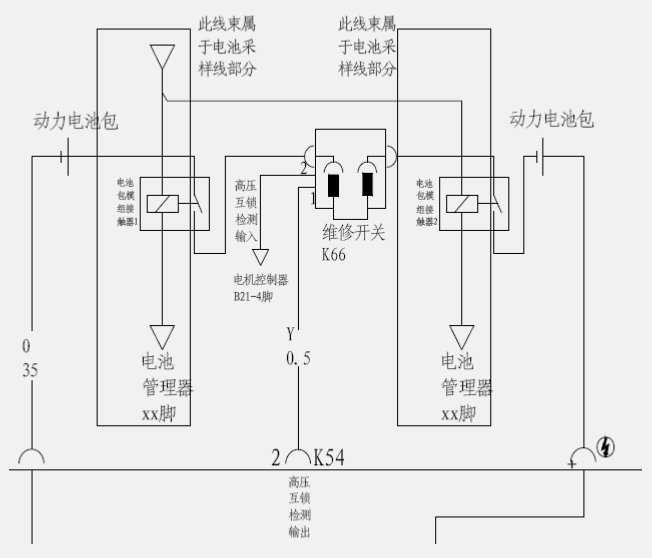 此线束属
于电池采
样线部分
此线束属
于电池采
样线部分
动力电池包
动力电池包
电池
包模
组接
触器1
高压
互锁
检测
输入
2
1
电池
包模
组接
触器2
维修开关
K66
电机控制器
B21-4脚
O
35
Y
0.5
电池
管理器
xx脚
电池
管理器
xx脚
2
K54
+
高压
互锁
检测
输出